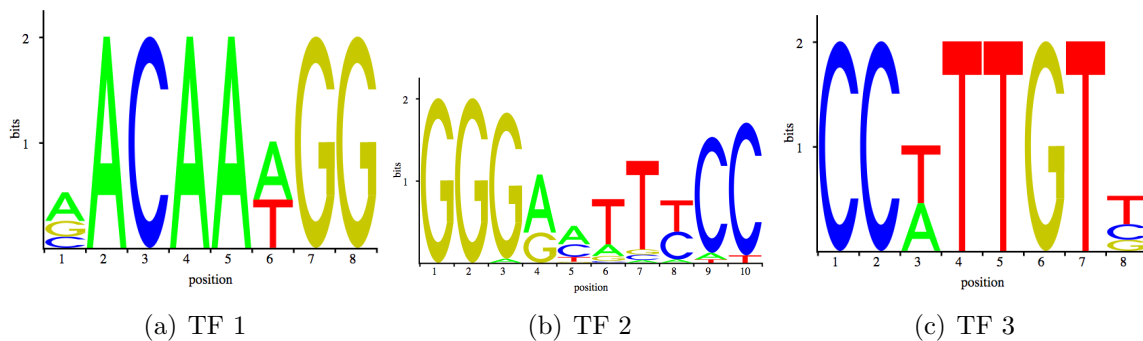 2
bits
1
A G C A C A A A T G G
1 2 3 4 5 6 7 8
position
(a) TF 1
2
bits
1
G G G A A G A C T T A G T G C A T C A C A T C T
1 2 3 4 5 6 7 8 9 10
position
(b) TF 2
2
bits
1
C C T A T T G T T C G
1 2 3 4 5 6 7 8
position
(c) TF 3